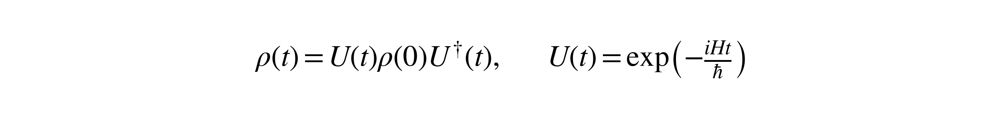 ρ(t) = U(t)ρ(0)U†(t), U(t) = exp(−iHt/ħ)